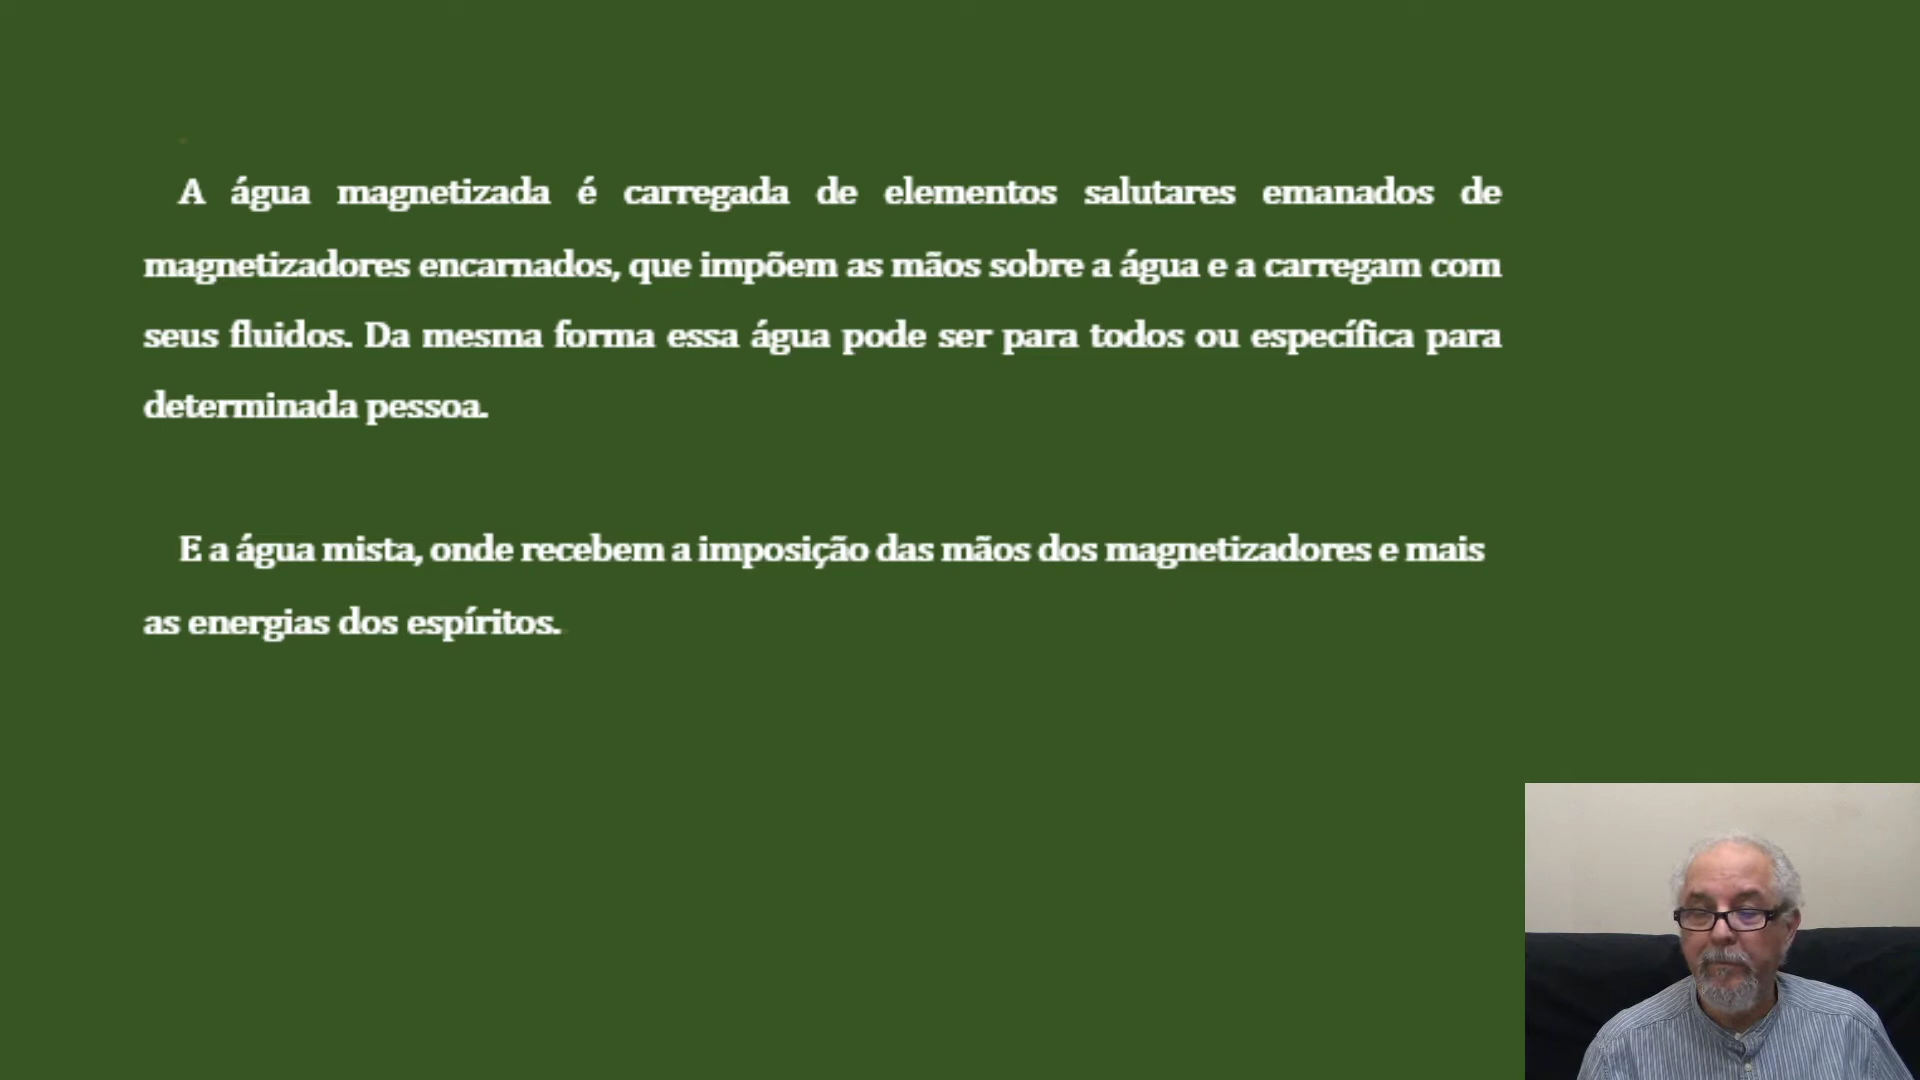 A água magnetizada é carregada de elementos salutares emanados de
magnetizadores encarnados, que impõem as mãos sobre a água e a carregam com
seus fluidos. Da mesma forma essa água pode ser para todos ou específica para
determinada pessoa.
E a água mista, onde recebem a imposição das mãos dos magnetizadores e mais
as energias dos espíritos.